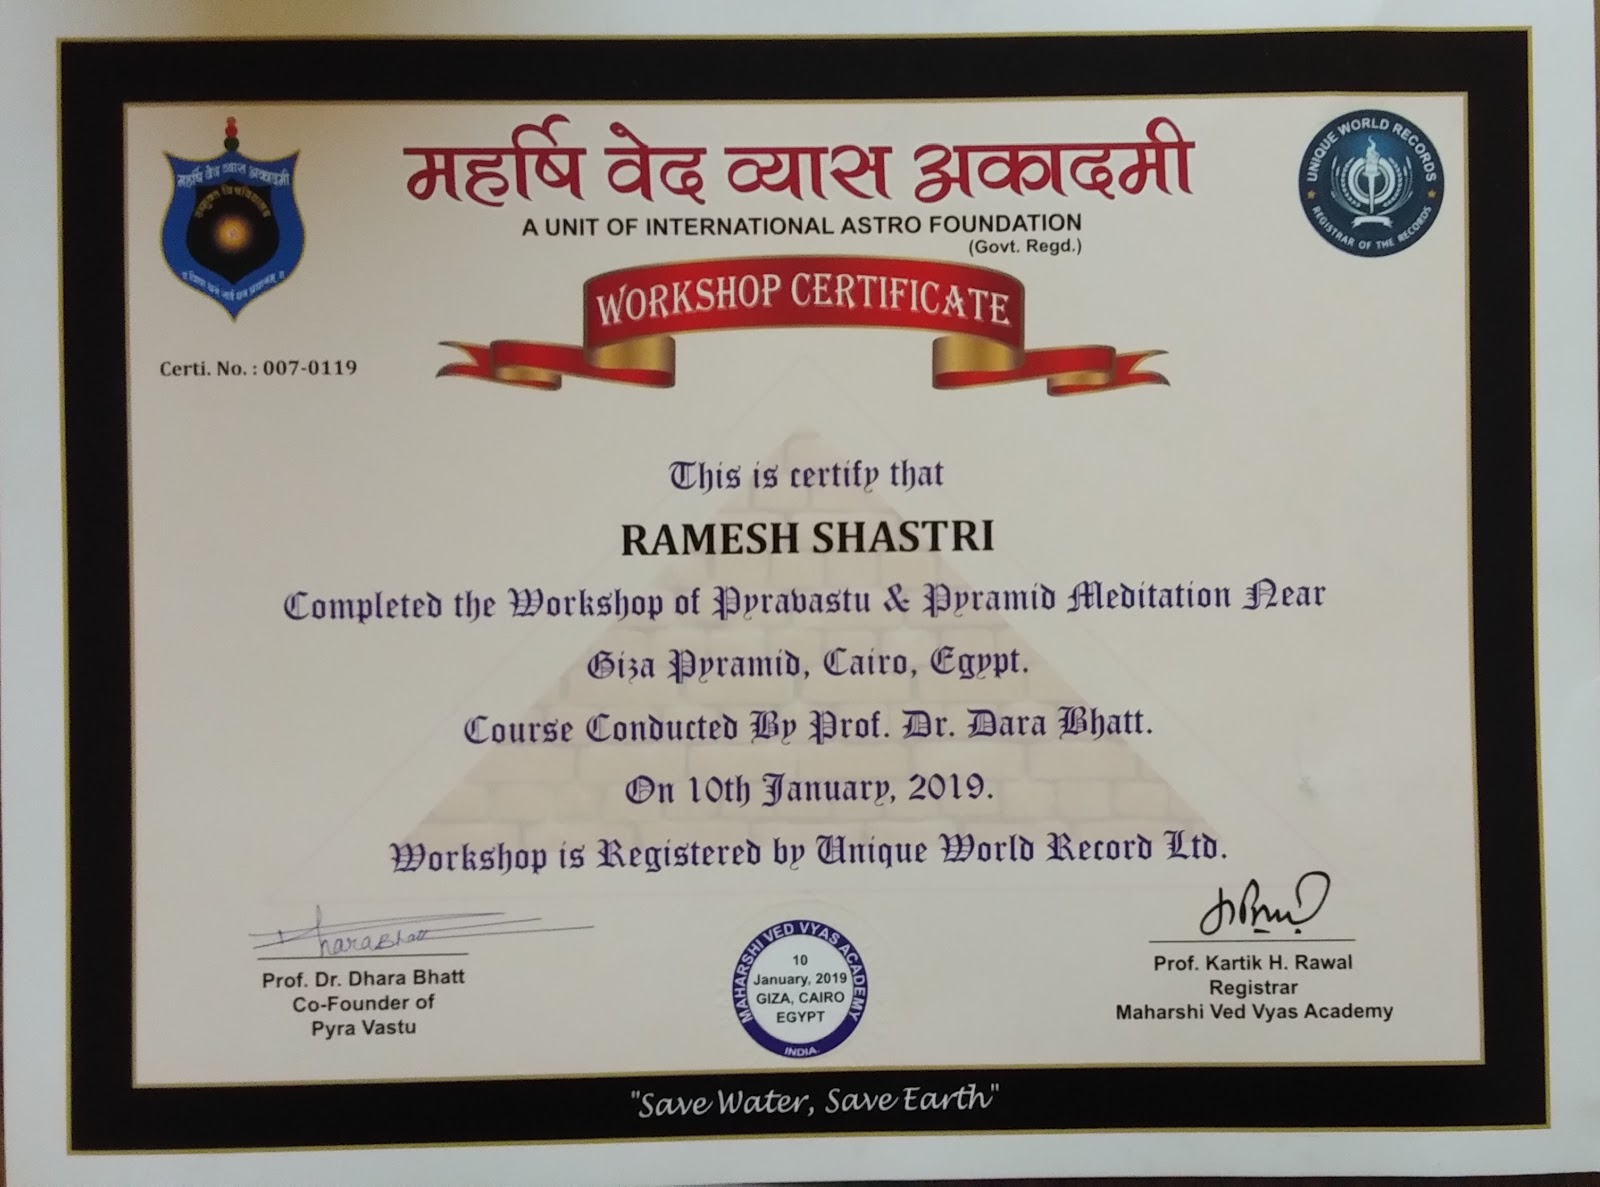 महर्षि वेद व्यास अकादमी
A UNIT OF INTERNATIONAL ASTRO FOUNDATION
(Govt. Regd.)
महर्षि वेद व्यास अकादमी
UNIQUE WORLD RECORDS
REGISTRAR OF THE RECORDS
WORKSHOP CERTIFICATE
Certi. No. : 007-0119
This is certify that
RAMESH SHASTRI
Completed the Workshop of Pyravastu & Pyramid Meditation Near
Giza Pyramid, Cairo, Egypt.
Course Conducted By Prof. Dr. Dara Bhatt.
On 10th January, 2019.
Workshop is Registered by Unique World Record Ltd.
DharaBhatt
Prof. Dr. Dhara Bhatt
Co-Founder of
Pyra Vastu
MAHARSHI VED VYAS ACADEMY
10
January, 2019
GIZA, CAIRO
EGYPT
INDIA.
Prof. Kartik H. Rawal
Registrar
Maharshi Ved Vyas Academy
"Save Water, Save Earth"